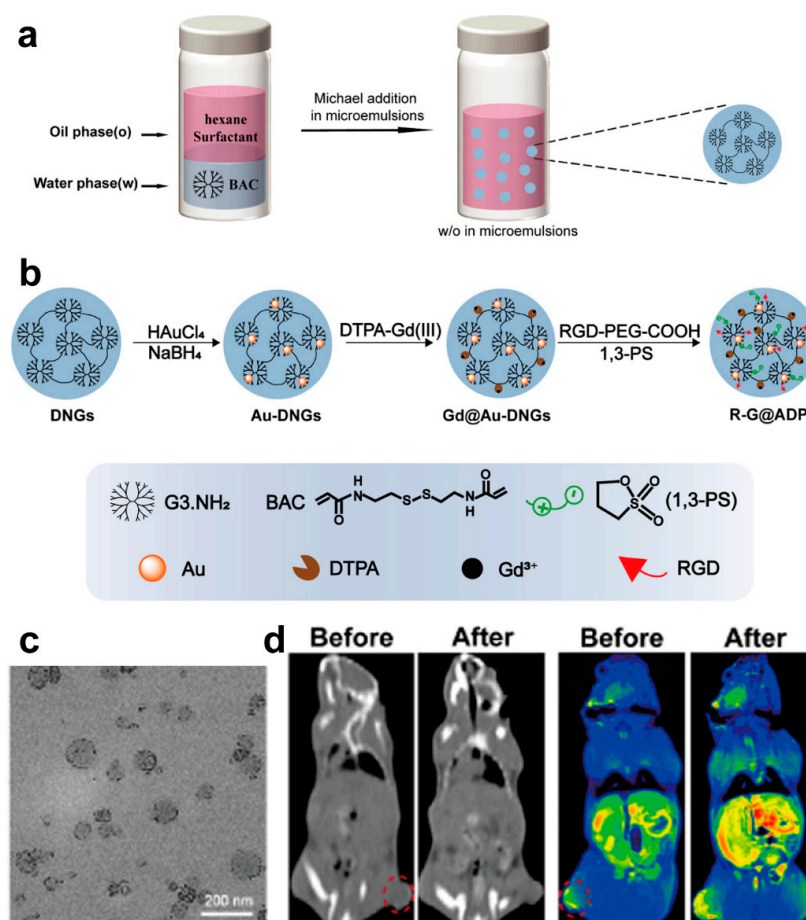 a
hexane
Surfactant
Oil phase(o)
Water phase(w)
BAC
Michael addition
in microemulsions
w/o in microemulsions
b
HAuCl₄
NaBH₄
DTPA-Gd(III)
RGD-PEG-COOH
1,3-PS
DNGs
Au-DNGs
Gd@Au-DNGs
R-G@ADP
G3.NH₂
BAC
O
N
H
S
S
H
N
O
+
-
O
S
O
O
(1,3-PS)
Au
DTPA
Gd³⁺
RGD
c
200 nm
d
Before
After
Before
After